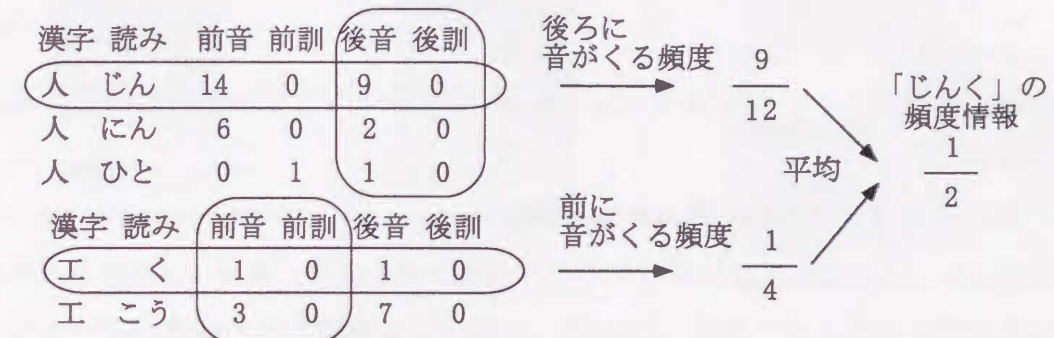 漢字 読み 前音 前訓 後音 後訓
人 じん 14 0 9 0
人 にん 6 0 2 0
人 ひと 0 1 1 0
漢字 読み 前音 前訓 後音 後訓
工 く 1 0 1 0
工 こう 3 0 7 0
後ろに
音がくる頻度
9
12
前に
音がくる頻度
1
4
平均
「じんく」の
頻度情報
1
2